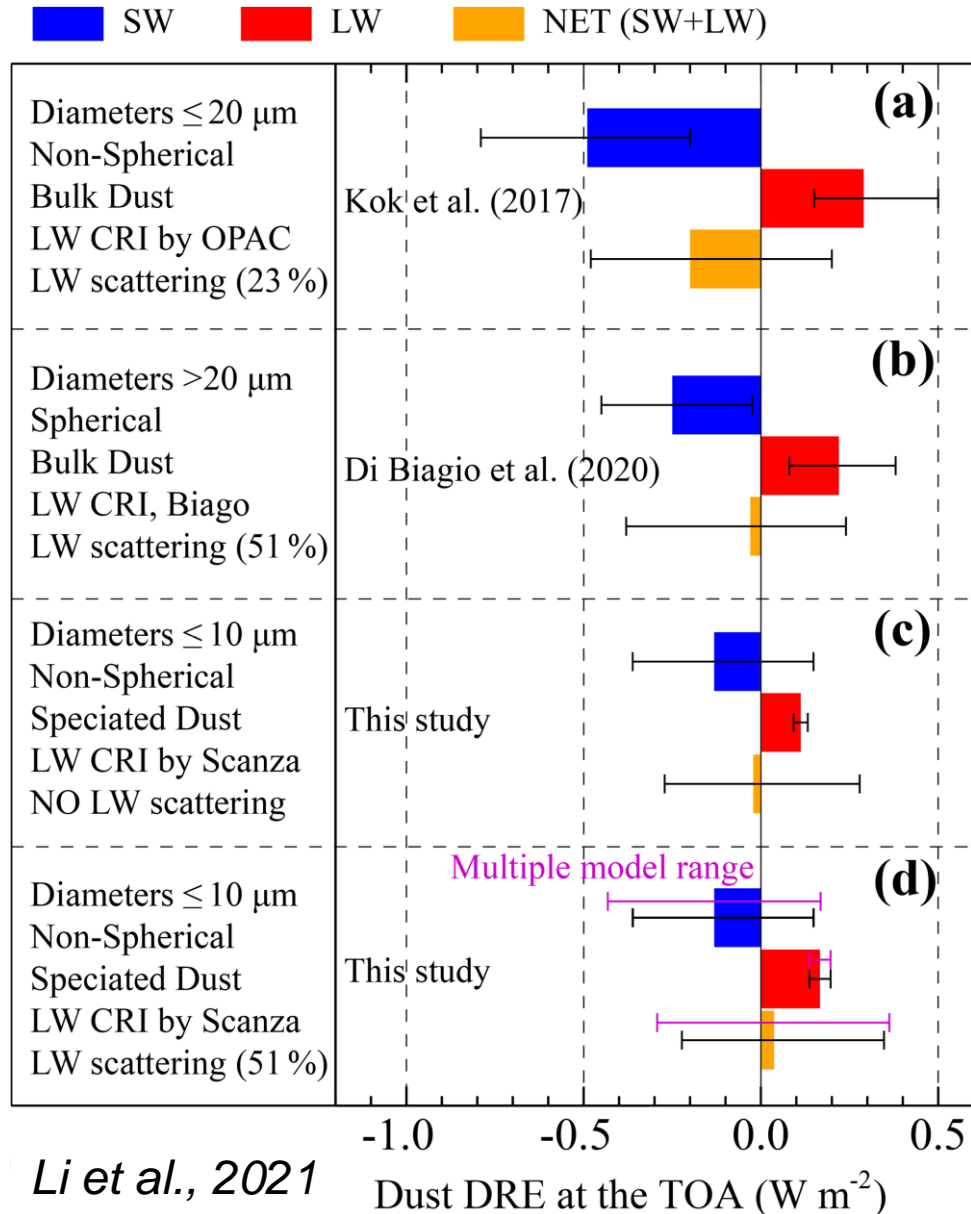 SW LW NET (SW+LW)
Diameters ≤ 20 μm
Non-Spherical
Bulk Dust
LW CRI by OPAC
LW scattering (23 %)
Kok et al. (2017)
(a)
Diameters >20 μm
Spherical
Bulk Dust
LW CRI, Biago
LW scattering (51 %)
Di Biagio et al. (2020)
(b)
Diameters ≤ 10 μm
Non-Spherical
Speciated Dust
LW CRI by Scanza
NO LW scattering
This study
(c)
Diameters ≤ 10 μm
Non-Spherical
Speciated Dust
LW CRI by Scanza
LW scattering (51 %)
This study
Multiple model range
(d)
-1.0 -0.5 0.0 0.5
Li et al., 2021
Dust DRE at the TOA (W m⁻²)